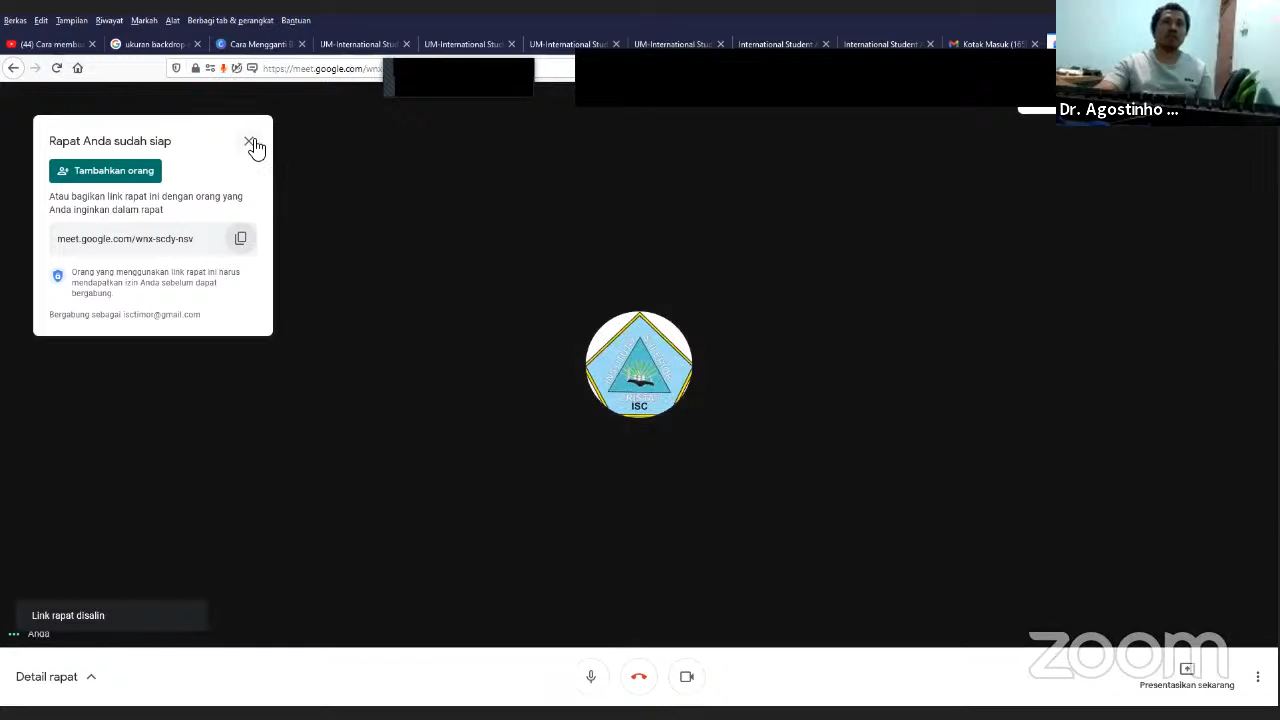 Berkas Edit Tampilan Riwayat Markah Alat Berbagi tab & perangkat Bantuan
(44) Cara membu
ukuran backdrop -
Cara Mengganti B
UM-International Stud
UM-International Stud
UM-International Stud
UM-International Stud
International Student
International Student
Kotak Masuk (165)
https://meet.google.com/wnx
Dr. Agostinho ...
Rapat Anda sudah siap
Tambahkan orang
Atau bagikan link rapat ini dengan orang yang
Anda inginkan dalam rapat
meet.google.com/wnx-scdy-nsv
Orang yang menggunakan link rapat ini harus
mendapatkan izin Anda sebelum dapat
bergabung.
Bergabung sebagai isctimor@gmail.com
ISC
Link rapat disalin
Anda
zoom
Detail rapat
Presentasikan sekarang